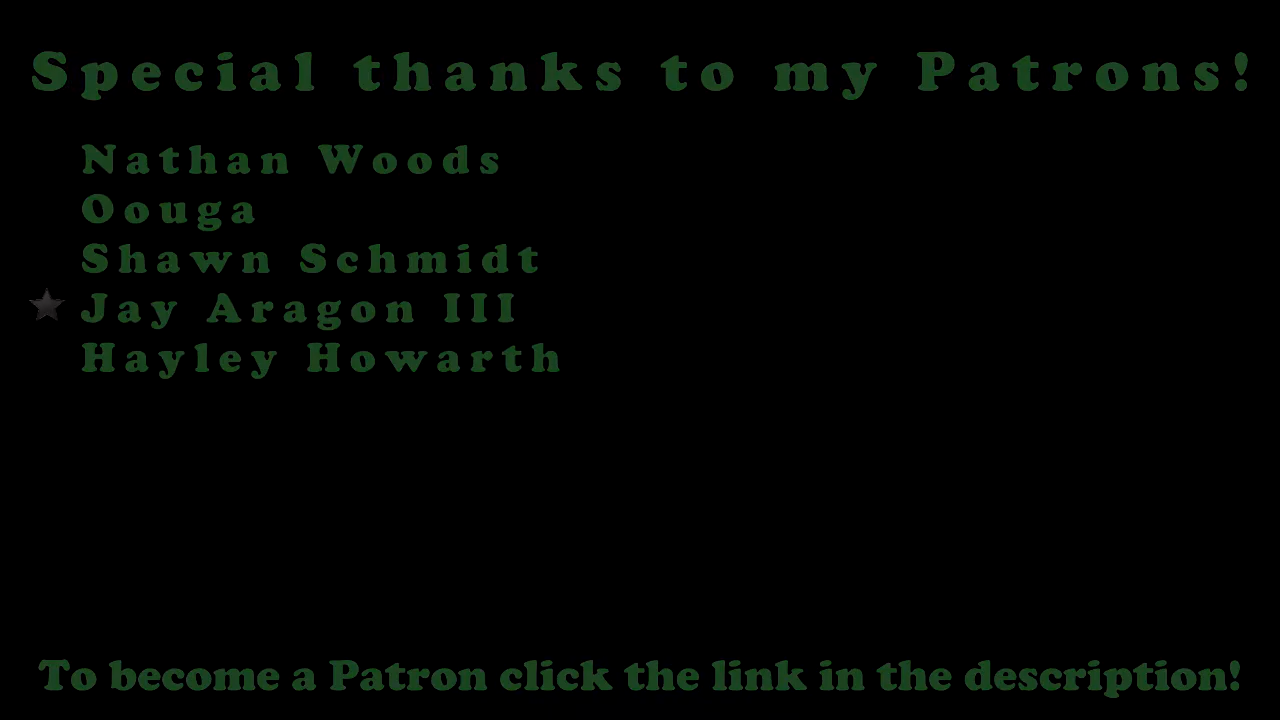 Special thanks to my Patrons!
Nathan Woods
Oouga
Shawn Schmidt
Jay Aragon III
Hayley Howarth
To become a Patron click the link in the description!